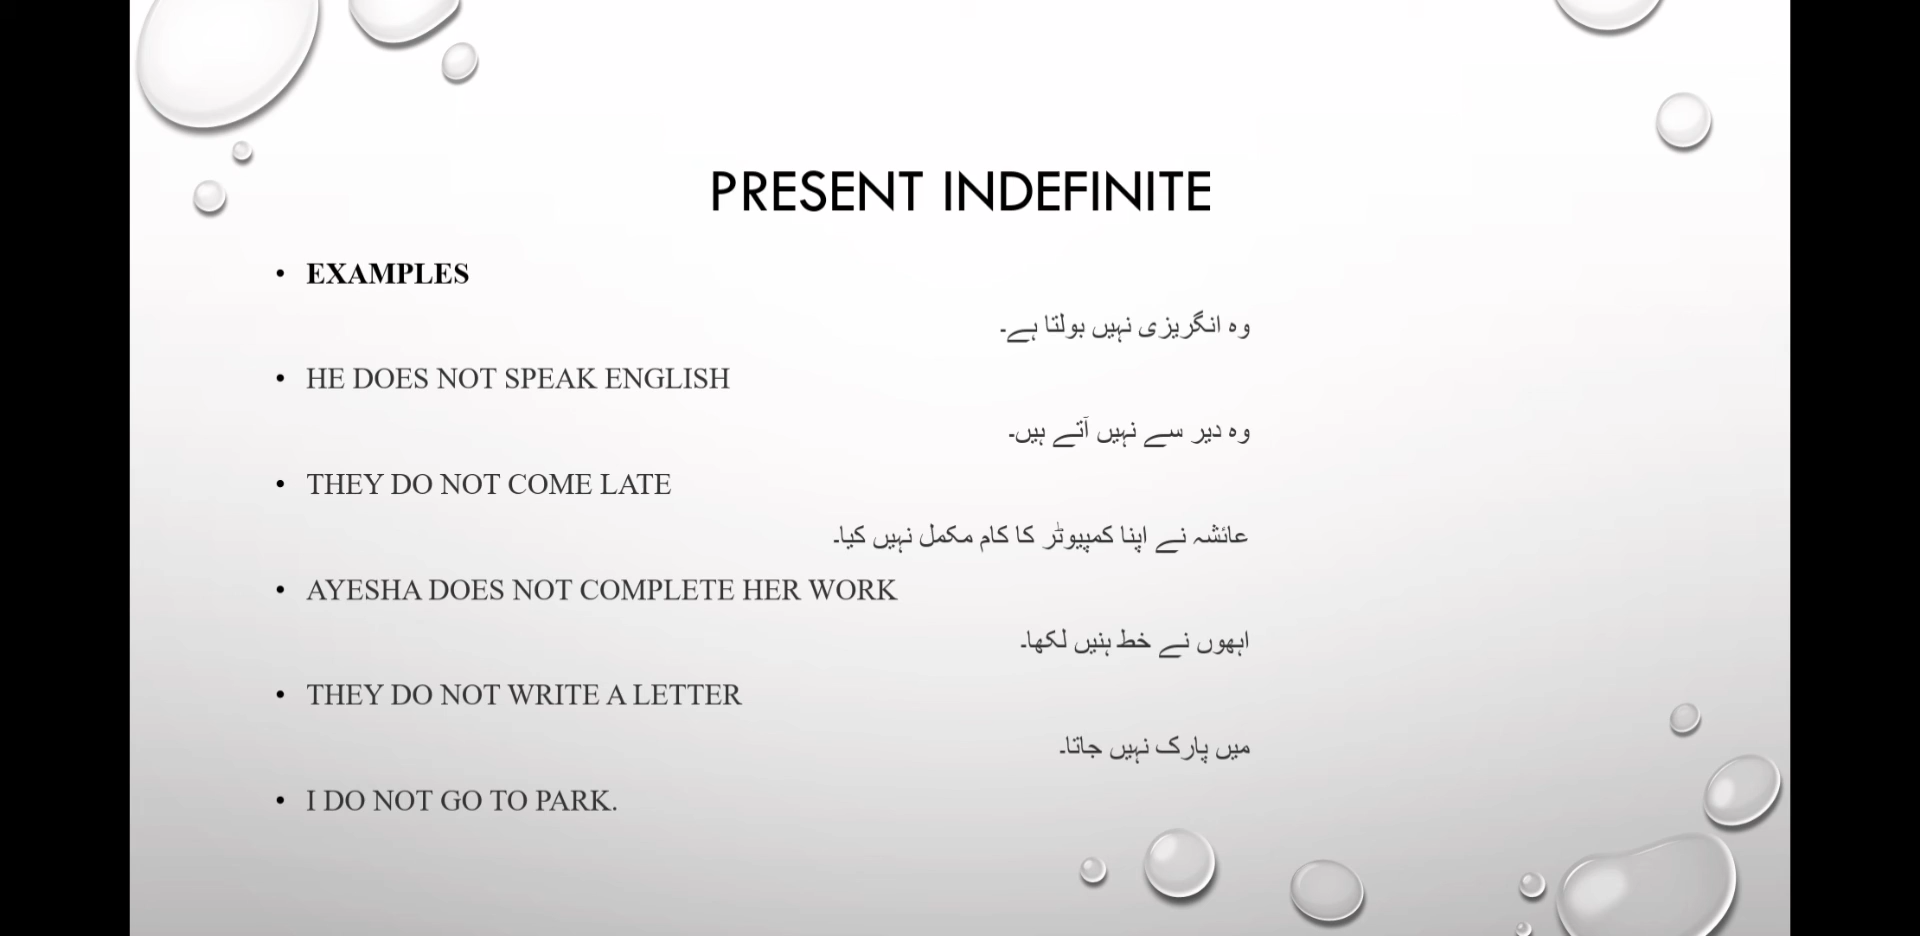 PRESENT INDEFINITE
• EXAMPLES
وہ انگریزی نہیں بولتا ہے۔
• HE DOES NOT SPEAK ENGLISH
وہ دیر سے نہیں آتے ہیں۔
• THEY DO NOT COME LATE
عائشہ نے اپنا کمپیوٹر کا کام مکمل نہیں کیا۔
• AYESHA DOES NOT COMPLETE HER WORK
اہھوں نے خط ہنیں لکھا۔
• THEY DO NOT WRITE A LETTER
میں پارک نہیں جاتا۔
• I DO NOT GO TO PARK.